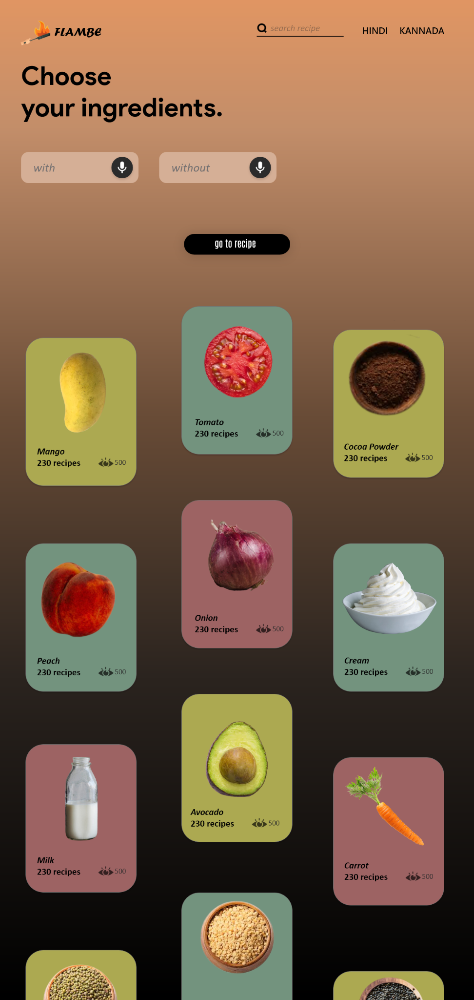 FLAMBE
search recipe
HINDI KANNADA
Choose
your ingredients.
with
without
go to recipe
Tomato
230 recipes 500
Mango
230 recipes 500
Cocoa Powder
230 recipes 500
Onion
230 recipes 500
Peach
230 recipes 500
Cream
230 recipes 500
Avocado
230 recipes 500
Milk
230 recipes 500
Carrot
230 recipes 500